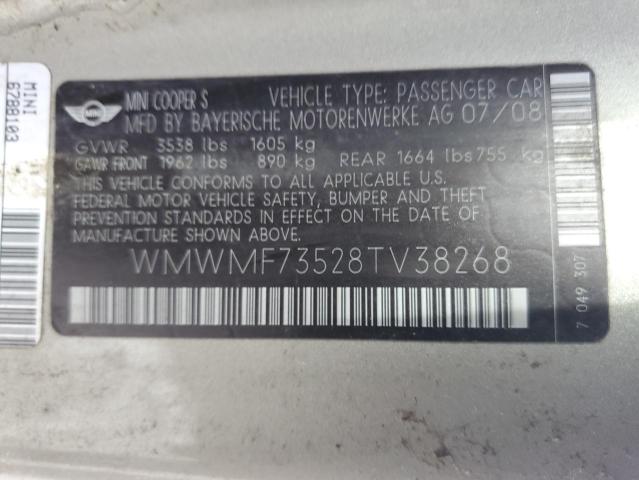 MINI
MINI COOPER S VEHICLE TYPE: PASSENGER CAR
MFD BY BAYERISCHE MOTORENWERKE AG 07/08
GVWR 3538 lbs 1605 kg
GAWR FRONT 1962 lbs 890 kg REAR 1664 lbs 755 kg
THIS VEHICLE CONFORMS TO ALL APPLICABLE U.S.
FEDERAL MOTOR VEHICLE SAFETY, BUMPER AND THEFT
PREVENTION STANDARDS IN EFFECT ON THE DATE OF
MANUFACTURE SHOWN ABOVE.
WMWMF73528TV38268
7 049 307
MINI
6788103